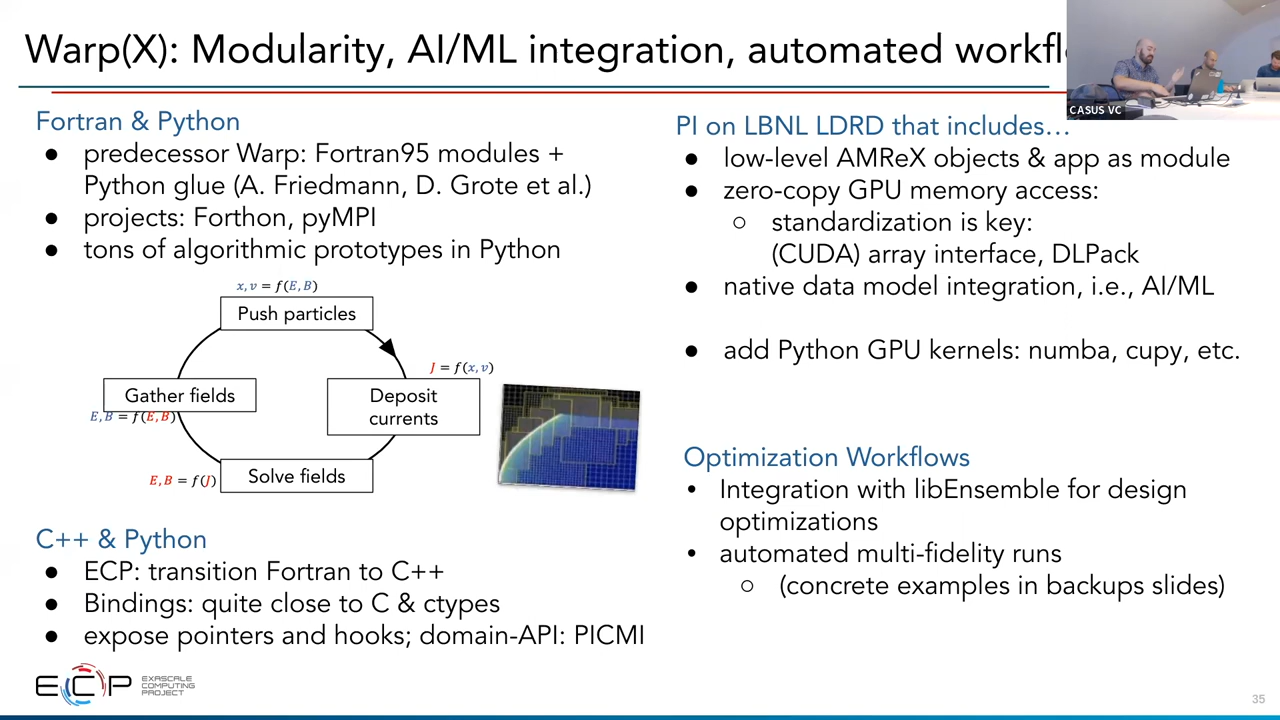 Warp(X): Modularity, AI/ML integration, automated workfl
CASUS VC
Fortran & Python
● predecessor Warp: Fortran95 modules +
Python glue (A. Friedmann, D. Grote et al.)
● projects: Forthon, pyMPI
● tons of algorithmic prototypes in Python
x, v = f(E, B)
Push particles
J = f(x, v)
Gather fields
Deposit
currents
E, B = f(E, B)
Solve fields
E, B = f(J)
C++ & Python
● ECP: transition Fortran to C++
● Bindings: quite close to C & ctypes
● expose pointers and hooks; domain-API: PICMI
PI on LBNL LDRD that includes…
● low-level AMReX objects & app as module
● zero-copy GPU memory access:
○ standardization is key:
(CUDA) array interface, DLPack
● native data model integration, i.e., AI/ML
● add Python GPU kernels: numba, cupy, etc.
Optimization Workflows
• Integration with libEnsemble for design
optimizations
• automated multi-fidelity runs
○ (concrete examples in backups slides)
ECP
EXASCALE
COMPUTING
PROJECT
35